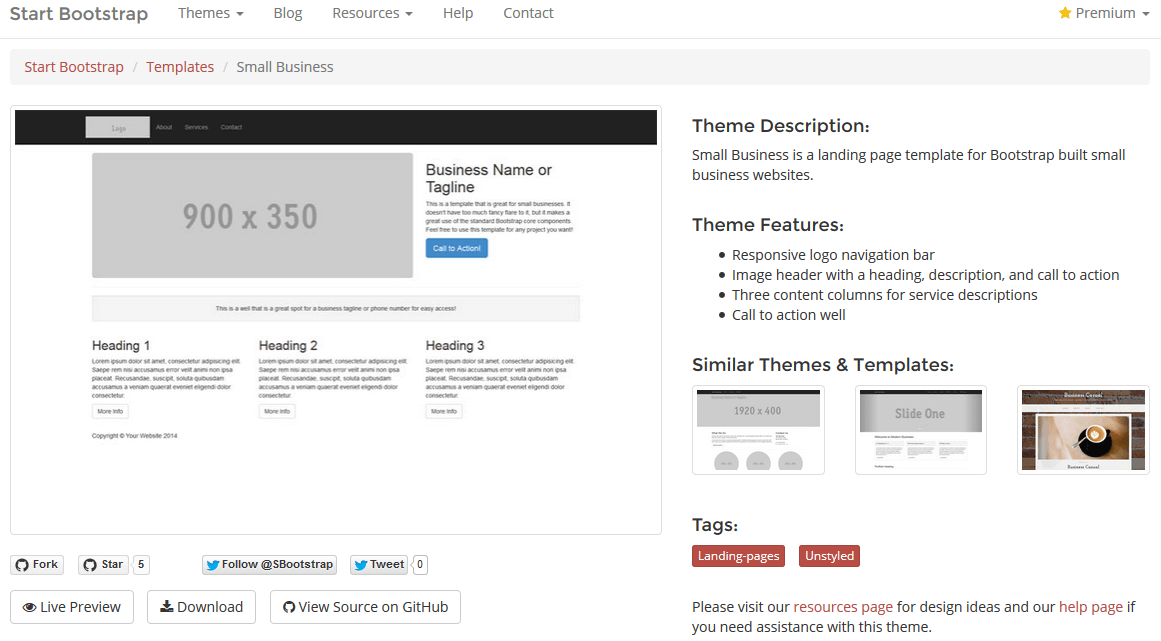 Start Bootstrap Themes Blog Resources Help Contact Premium
Start Bootstrap / Templates / Small Business
Logo About Services Contact
900 x 350
Business Name or
Tagline
This is a template that is great for small businesses. It
doesn't have too much fancy flare to it, but it makes a
great use of the standard Bootstrap core components.
Feel free to use this template for any project you want!
Call to Action!
This is a well that is a great spot for a business tagline or phone number for easy access!
Heading 1
Lorem ipsum dolor sit amet, consectetur adipisicing elit.
Saepe rem nisi accusamus error velit animi non ipsa
placeat. Recusandae, suscipit, soluta quibusdam
accusamus a veniam quaerat eveniet eligendi dolor
consectetur.
More Info
Heading 2
Lorem ipsum dolor sit amet, consectetur adipisicing elit.
Saepe rem nisi accusamus error velit animi non ipsa
placeat. Recusandae, suscipit, soluta quibusdam
accusamus a veniam quaerat eveniet eligendi dolor
consectetur.
More Info
Heading 3
Lorem ipsum dolor sit amet, consectetur adipisicing elit.
Saepe rem nisi accusamus error velit animi non ipsa
placeat. Recusandae, suscipit, soluta quibusdam
accusamus a veniam quaerat eveniet eligendi dolor
consectetur.
More Info
Copyright © Your Website 2014
Fork Star 5 Follow @SBootstrap Tweet 0
Live Preview Download View Source on GitHub
Theme Description:
Small Business is a landing page template for Bootstrap built small
business websites.
Theme Features:
Responsive logo navigation bar
Image header with a heading, description, and call to action
Three content columns for service descriptions
Call to action well
Similar Themes & Templates:
1920 x 400
Slide One
Business Casual
Business Casual
Tags:
Landing-pages Unstyled
Please visit our resources page for design ideas and our help page if
you need assistance with this theme.